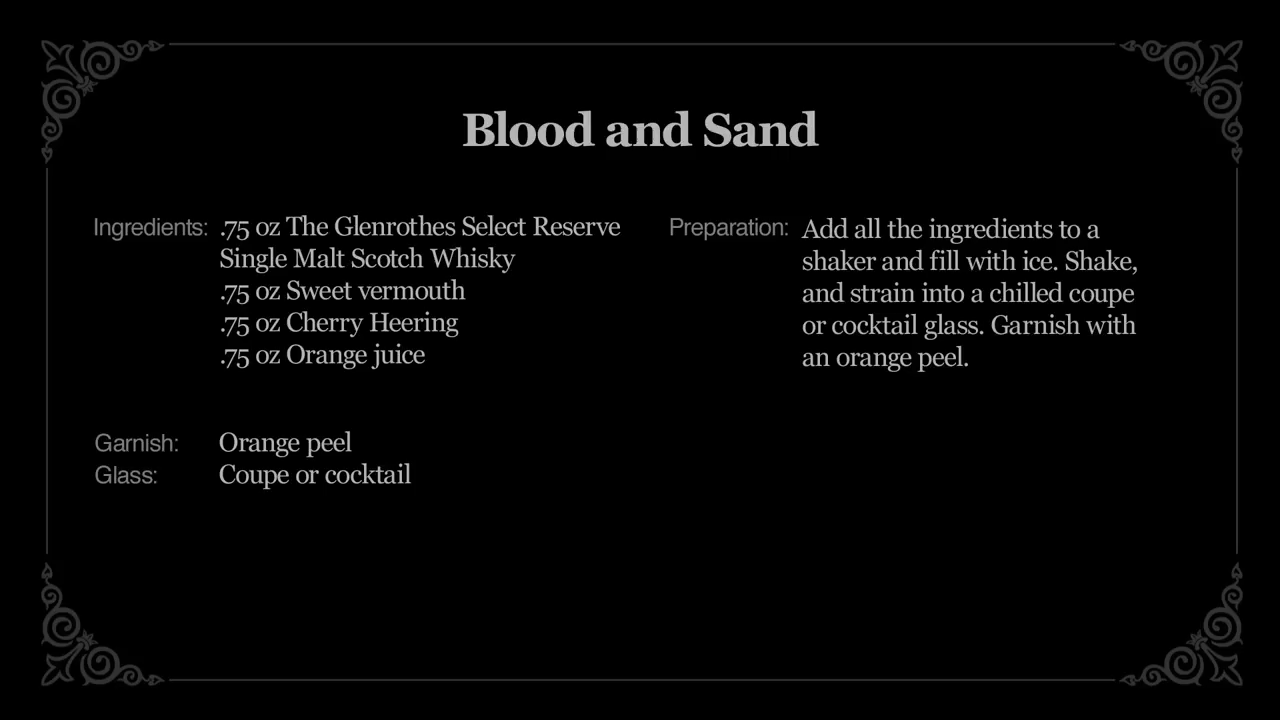 Blood and Sand
Ingredients: .75 oz The Glenrothes Select Reserve
Single Malt Scotch Whisky
.75 oz Sweet vermouth
.75 oz Cherry Heering
.75 oz Orange juice
Garnish: Orange peel
Glass: Coupe or cocktail
Preparation: Add all the ingredients to a
shaker and fill with ice. Shake,
and strain into a chilled coupe
or cocktail glass. Garnish with
an orange peel.